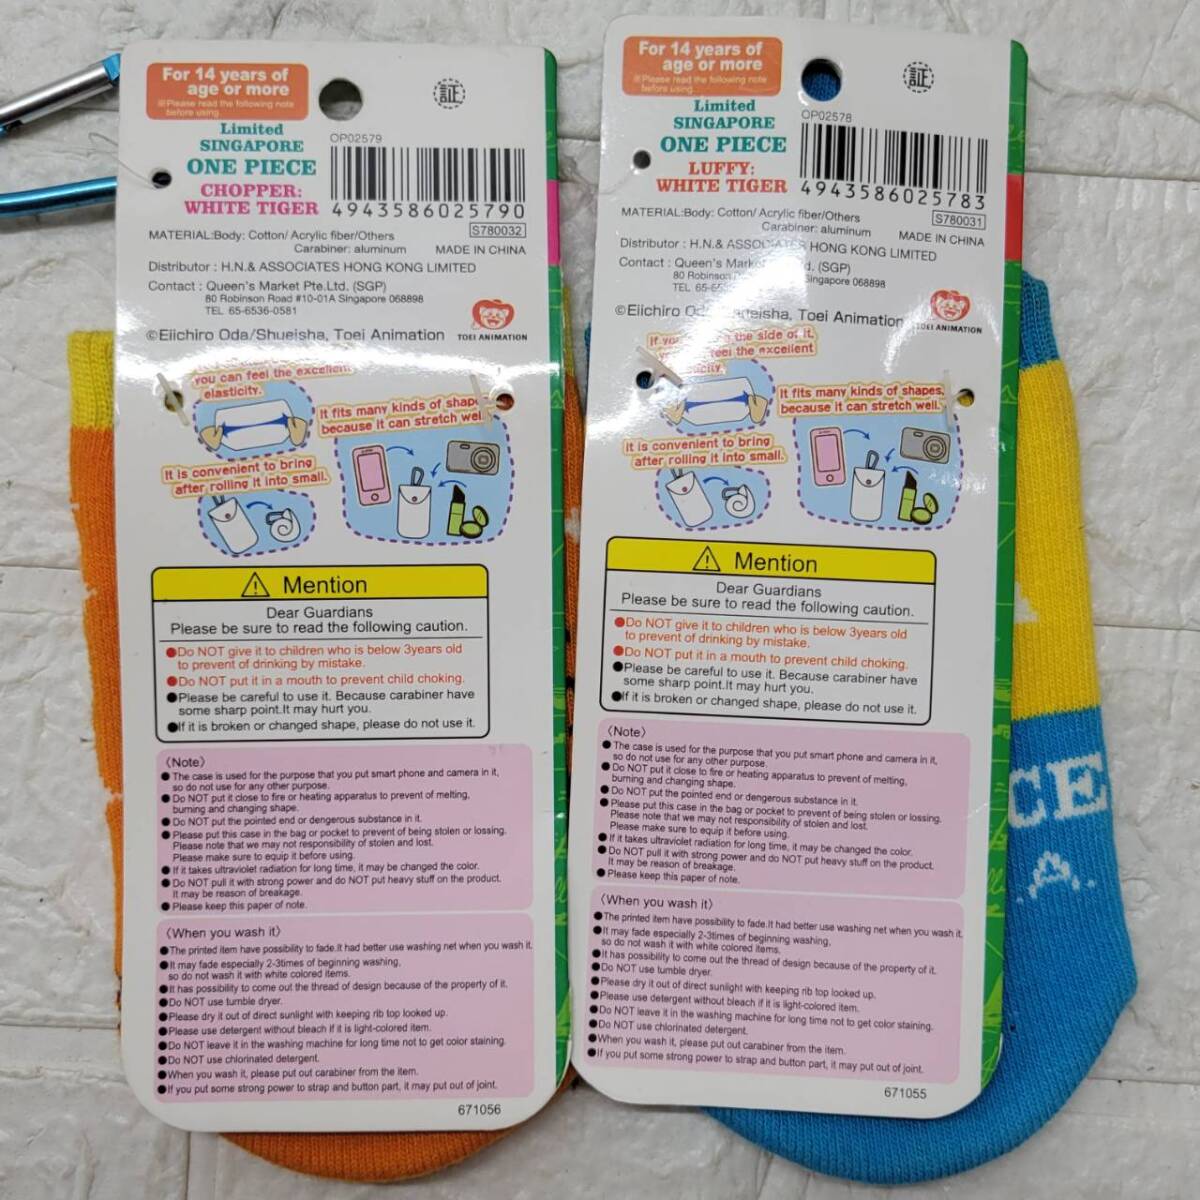 For 14 years of
age or more
※Please read the following note
before using.
証
Limited
SINGAPORE
ONE PIECE
CHOPPER:
WHITE TIGER
OP02579
4943586025790
S780032
MATERIAL:Body: Cotton/ Acrylic fiber/Others
Carabiner: aluminum
MADE IN CHINA
Distributor : H.N.& ASSOCIATES HONG KONG LIMITED
Contact : Queen's Market Pte.Ltd. (SGP)
80 Robinson Road #10-01A Singapore 068898
TEL 65-6536-0581
©Eiichiro Oda/Shueisha, Toei Animation
TOEI ANIMATION
you can feel the excellent
elasticity.
It fits many kinds of shap
because it can stretch wel
It is convenient to bring
after rolling it into small.
Mention
Dear Guardians
Please be sure to read the following caution.
●Do NOT give it to children who is below 3years old
to prevent of drinking by mistake.
●Do NOT put it in a mouth to prevent child choking.
●Please be careful to use it. Because carabiner have
some sharp point.It may hurt you.
●If it is broken or changed shape, please do not use it.
〈Note〉
● The case is used for the purpose that you put smart phone and camera in it,
so do not use for any other purpose.
● Do NOT put it close to fire or heating apparatus to prevent of melting,
burning and changing shape.
● Do NOT put the pointed end or dengerous substance in it.
● Please put this case in the bag or pocket to prevent of being stolen or lossing.
Please note that we may not responsibility of stolen and lost.
Please make sure to equip it before using.
● If it takes ultraviolet radiation for long time, it may be changed the color.
● Do NOT pull it with strong power and do NOT put heavy stuff on the product.
It may be reason of breakage.
● Please keep this paper of note.
〈When you wash it〉
●The printed item have possibility to fade.It had better use washing net when you wash it.
●It may fade especially 2-3times of beginning washing,
so do not wash it with white colored items.
●It has possibility to come out the thread of design because of the property of it.
●Do NOT use tumble dryer.
●Please dry it out of direct sunlight with keeping rib top looked up.
●Please use detergent without bleach if it is light-colored item.
●Do NOT leave it in the washing machine for long time not to get color staining.
●Do NOT use chlorinated detergent.
●When you wash it, please put out carabiner from the item.
●If you put some strong power to strap and button part, it may put out of joint.
671056
For 14 years of
age or more
※Please read the following note
before using.
証
Limited
SINGAPORE
ONE PIECE
LUFFY:
WHITE TIGER
OP02578
4943586025783
S780031
MATERIAL:Body: Cotton/ Acrylic fiber/Others
Carabiner: aluminum
MADE IN CHINA
Distributor : H.N.& ASSOCIATES HONG KONG LIMITED
Contact : Queen's Mark d. (SGP)
80 Robinson Singapore 068898
TEL 65-65
©Eiichiro Od Shueisha, Toei Animation
TOEI ANIMATION
If yo the side of it,
feel the excellent
It fits many kinds of shapes,
because it can stretch well.
It is convenient to bring
after rolling it into small.
Mention
Dear Guardians
Please be sure to read the following caution.
●Do NOT give it to children who is below 3years old
to prevent of drinking by mistake.
●Do NOT put it in a mouth to prevent child choking.
●Please be careful to use it. Because carabiner have
some sharp point.It may hurt you.
●If it is broken or changed shape, please do not use it.
〈Note〉
● The case is used for the purpose that you put smart phone and camera in it,
so do not use for any other purpose.
● Do NOT put it close to fire or heating apparatus to prevent of melting,
burning and changing shape.
● Do NOT put the pointed end or dengerous substance in it.
● Please put this case in the bag or pocket to prevent of being stolen or lossing.
Please note that we may not responsibility of stolen and lost.
Please make sure to equip it before using.
● If it takes ultraviolet radiation for long time, it may be changed the color.
● Do NOT pull it with strong power and do NOT put heavy stuff on the product.
It may be reason of breakage.
● Please keep this paper of note.
〈When you wash it〉
●The printed item have possibility to fade.It had better use washing net when you wash it.
●It may fade especially 2-3times of beginning washing,
so do not wash it with white colored items.
●It has possibility to come out the thread of design because of the property of it.
●Do NOT use tumble dryer.
●Please dry it out of direct sunlight with keeping rib top looked up.
●Please use detergent without bleach if it is light-colored item.
●Do NOT leave it in the washing machine for long time not to get color staining.
●Do NOT use chlorinated detergent.
●When you wash it, please put out carabiner from the item.
●If you put some strong power to strap and button part, it may put out of joint.
671055
CE
A.